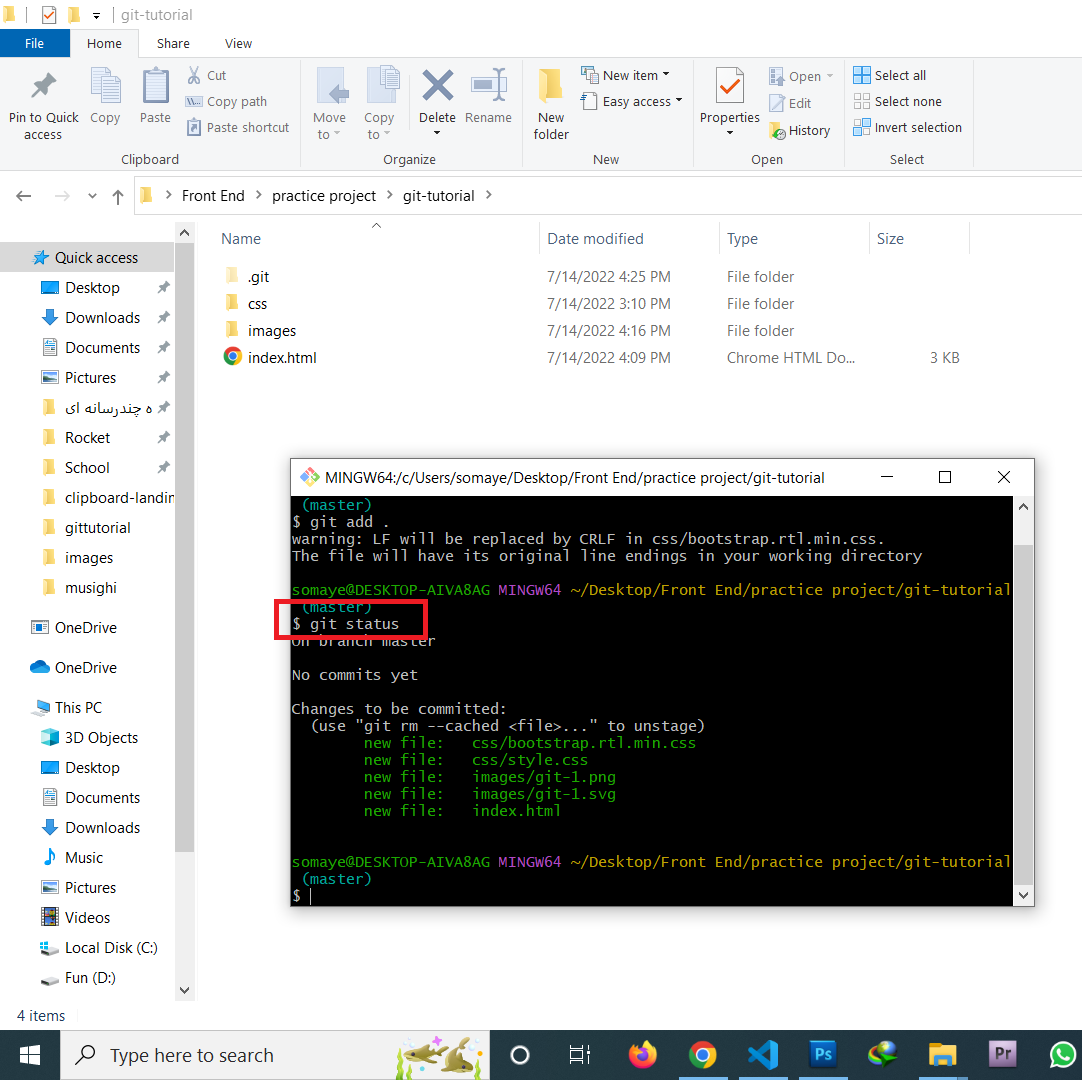 git-tutorial
File Home Share View
Pin to Quick access
Copy
Paste
Cut
Copy path
Paste shortcut
Clipboard
Move to
Copy to
Delete
Rename
Organize
New folder
New item
Easy access
New
Properties
Open
Edit
History
Open
Select all
Select none
Invert selection
Select
Front End > practice project > git-tutorial >
Name Date modified Type Size
.git 7/14/2022 4:25 PM File folder
css 7/14/2022 3:10 PM File folder
images 7/14/2022 4:16 PM File folder
index.html 7/14/2022 4:09 PM Chrome HTML Do... 3 KB
Quick access
Desktop
Downloads
Documents
Pictures
ه چندرسانه ای
Rocket
School
clipboard-landin
gittutorial
images
musighi
OneDrive
OneDrive
This PC
3D Objects
Desktop
Documents
Downloads
Music
Pictures
Videos
Local Disk (C:)
Fun (D:)
4 items
MINGW64:/c/Users/somaye/Desktop/Front End/practice project/git-tutorial
(master)
$ git add .
warning: LF will be replaced by CRLF in css/bootstrap.rtl.min.css.
The file will have its original line endings in your working directory
somaye@DESKTOP-AIVA8AG MINGW64 ~/Desktop/Front End/practice project/git-tutorial
(master)
$ git status
On branch master
No commits yet
Changes to be committed:
(use "git rm --cached <file>..." to unstage)
new file: css/bootstrap.rtl.min.css
new file: css/style.css
new file: images/git-1.png
new file: images/git-1.svg
new file: index.html
somaye@DESKTOP-AIVA8AG MINGW64 ~/Desktop/Front End/practice project/git-tutorial
(master)
$
Type here to search
Ps
Pr